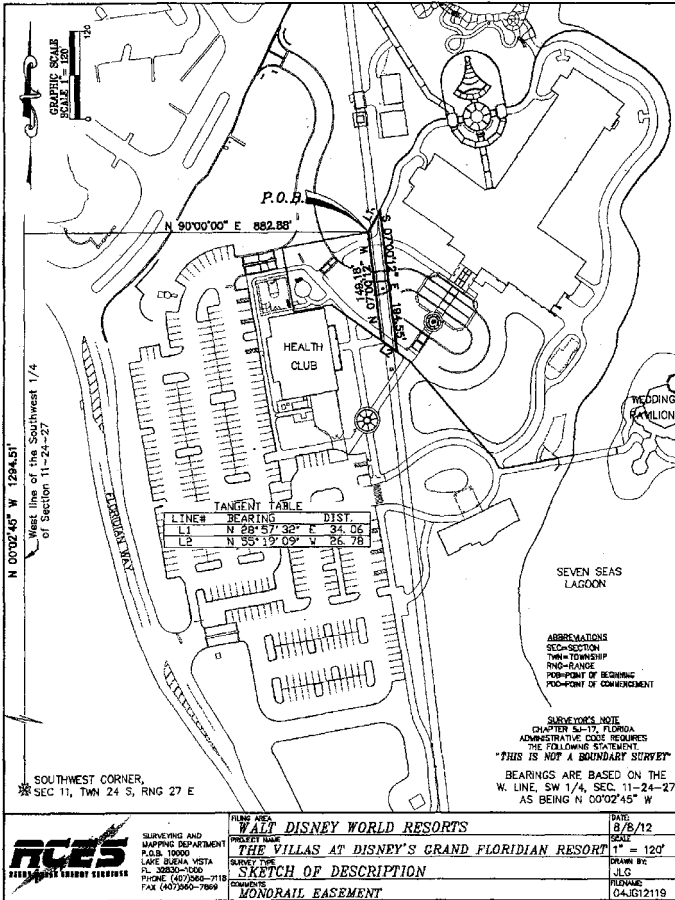 GRAPHIC SCALE
SCALE 1" = 120'
120
0
P.O.B.
L1
N 90°00'00" E 882.88'
S 07°00'12" E 184.55'
149.18'
N 07°00'12" W
HEALTH
CLUB
WEDDING
PAVILION
N 00°02'45" W 1294.51'
West line of the Southwest 1/4
of Section 11-24-27
FLORIDIAN WAY
TANGENT TABLE
LINE# BEARING DIST.
L1 N 28°57'32" E 34.06
L2 N 55°19'09" W 26.78
SEVEN SEAS
LAGOON
ABBREVIATIONS
SEC=SECTION
TWN=TOWNSHIP
RNG=RANGE
POB=POINT OF BEGINNING
POC=POINT OF COMMENCEMENT
SURVEYOR'S NOTE
CHAPTER 5J-17, FLORIDA
ADMINISTRATIVE CODE REQUIRES
THE FOLLOWING STATEMENT.
"THIS IS NOT A BOUNDARY SURVEY"
BEARINGS ARE BASED ON THE
W. LINE, SW 1/4, SEC. 11-24-27
AS BEING N 00°02'45" W
SOUTHWEST CORNER,
SEC 11, TWN 24 S, RNG 27 E
RCES
REEDY CREEK ENERGY SERVICES
SURVEYING AND
MAPPING DEPARTMENT
P.O.B. 10000
LAKE BUENA VISTA
FL. 32830-1000
PHONE (407)560-7118
FAX (407)560-7869
FILING AREA
WALT DISNEY WORLD RESORTS
PROJECT NAME
THE VILLAS AT DISNEY'S GRAND FLORIDIAN RESORT
SURVEY TYPE
SKETCH OF DESCRIPTION
COMMENTS
MONORAIL EASEMENT
DATE:
8/8/12
SCALE
1" = 120'
DRAWN BY:
JLG
FILENAME:
04JG12119